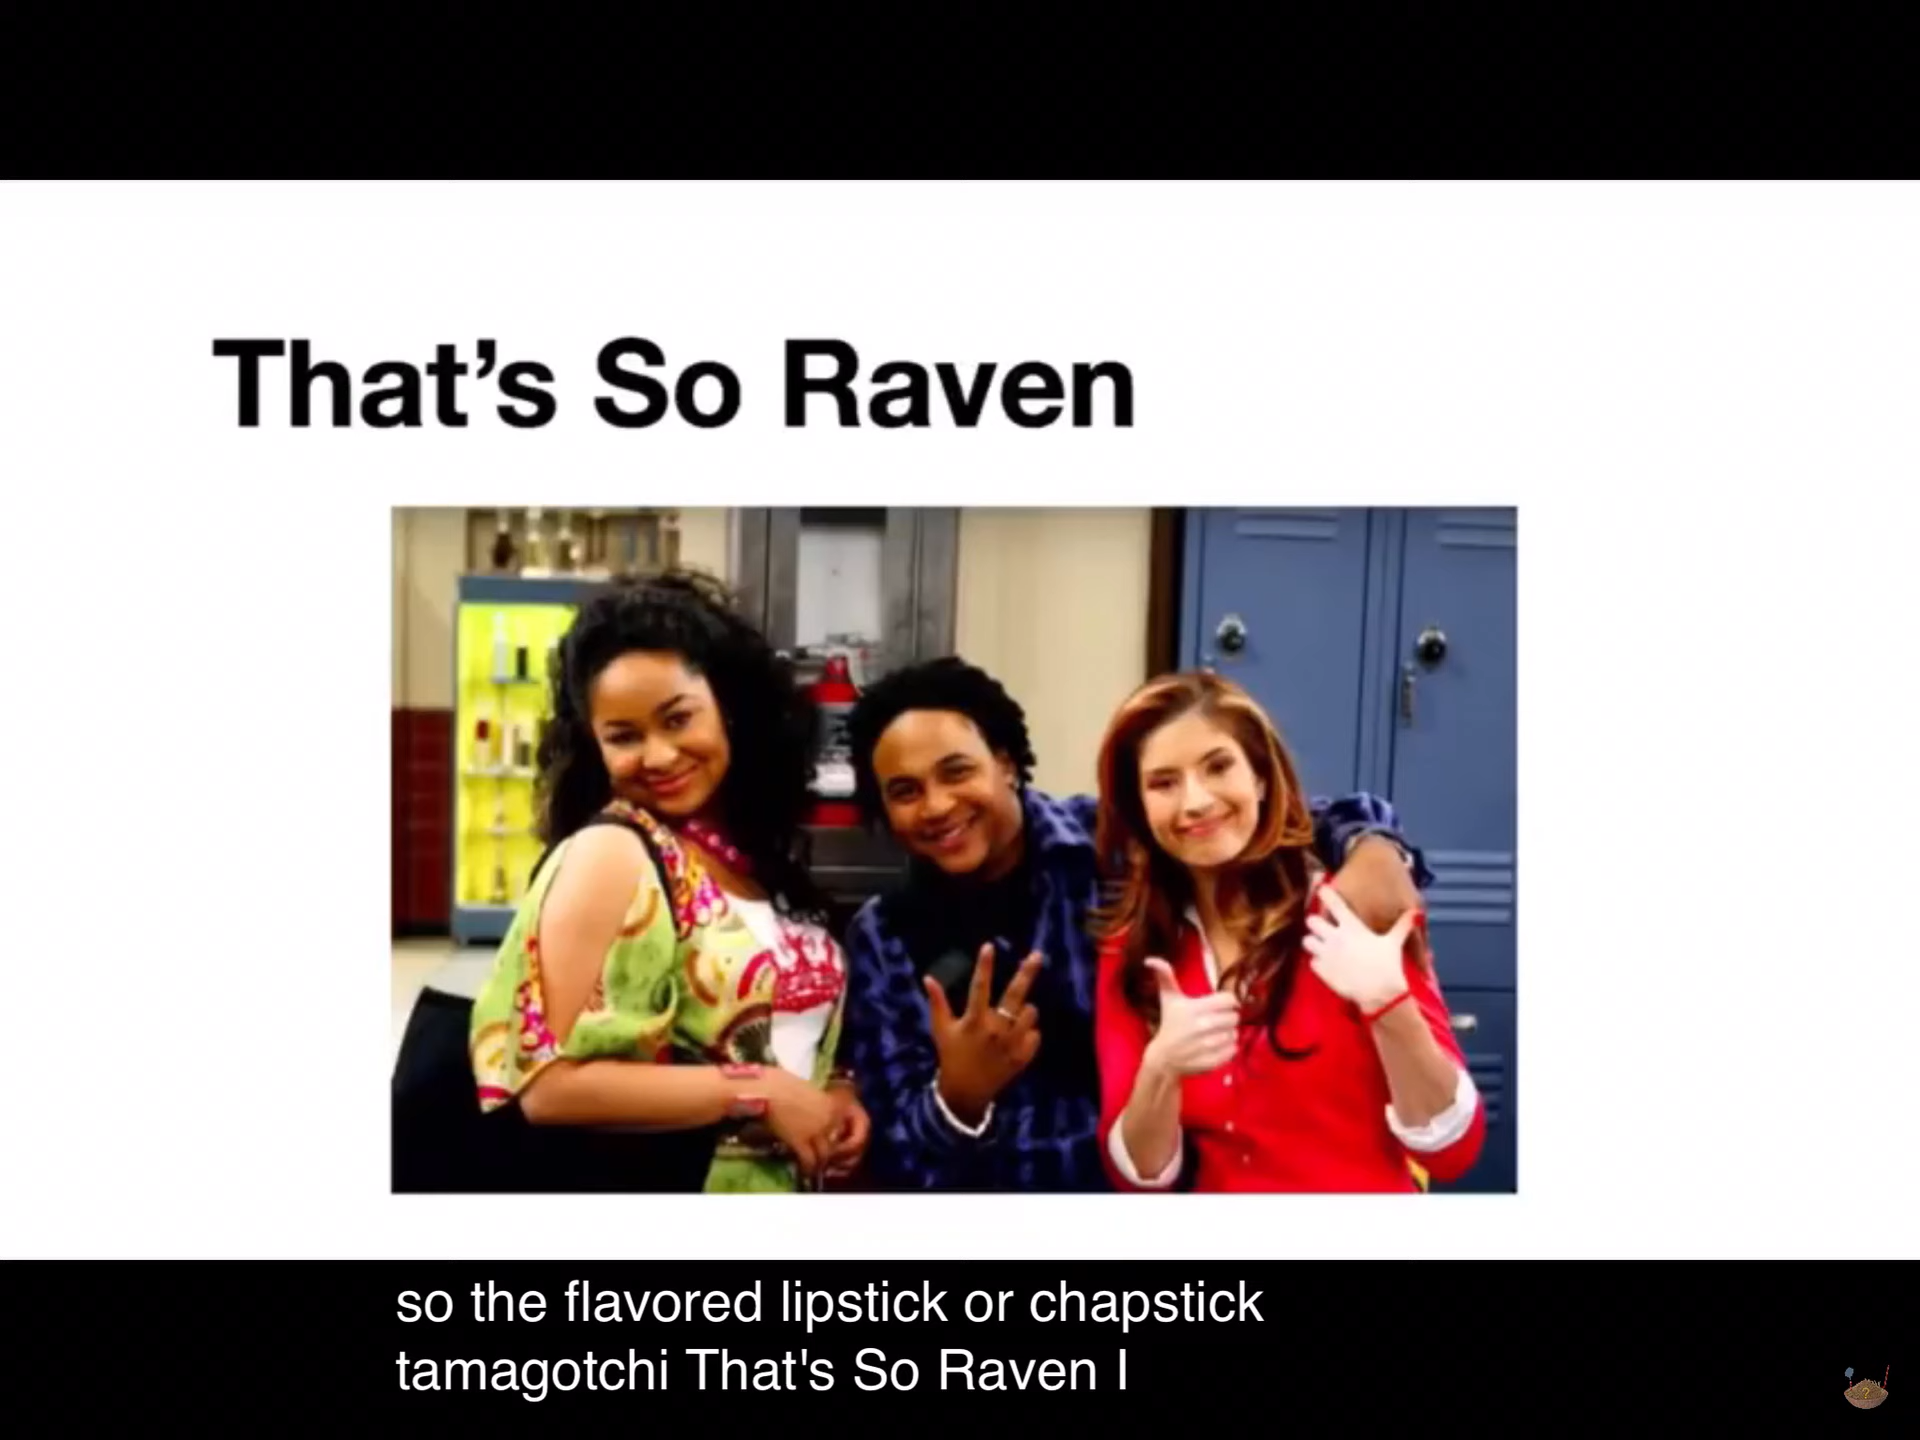 That’s So Raven
so the flavored lipstick or chapstick
tamagotchi That's So Raven I